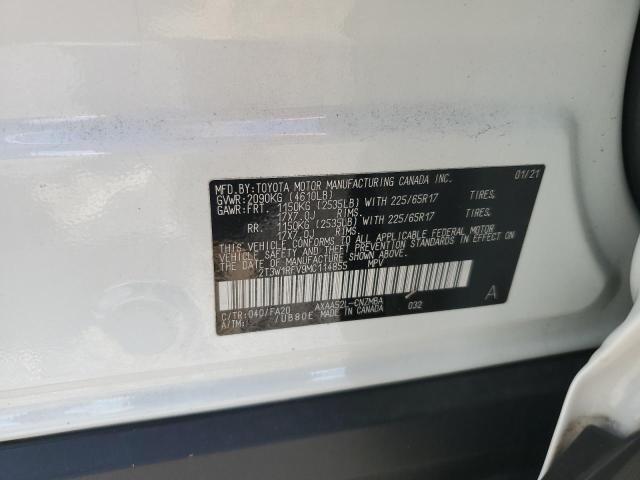 MFD.BY:TOYOTA MOTOR MANUFACTURING CANADA INC. 01/21
GVWR:2090KG (4610LB)
GAWR:FRT. 1150KG (2535LB) WITH 225/65R17 TIRES,
17X7.0J RIMS,
RR. 1150KG (2535LB) WITH 225/65R17 TIRES,
17X7.0J RIMS,
THIS VEHICLE CONFORMS TO ALL APPLICABLE FEDERAL MOTOR
VEHICLE SAFETY AND THEFT PREVENTION STANDARDS IN EFFECT
ON THE DATE OF MANUFACTURE SHOWN ABOVE.
2T3W1RFV9MC114855 MPV
C/TR:040/FA20 AXAA52L-CNZMBA 032 A
A/TM: /UB80E MADE IN CANADA